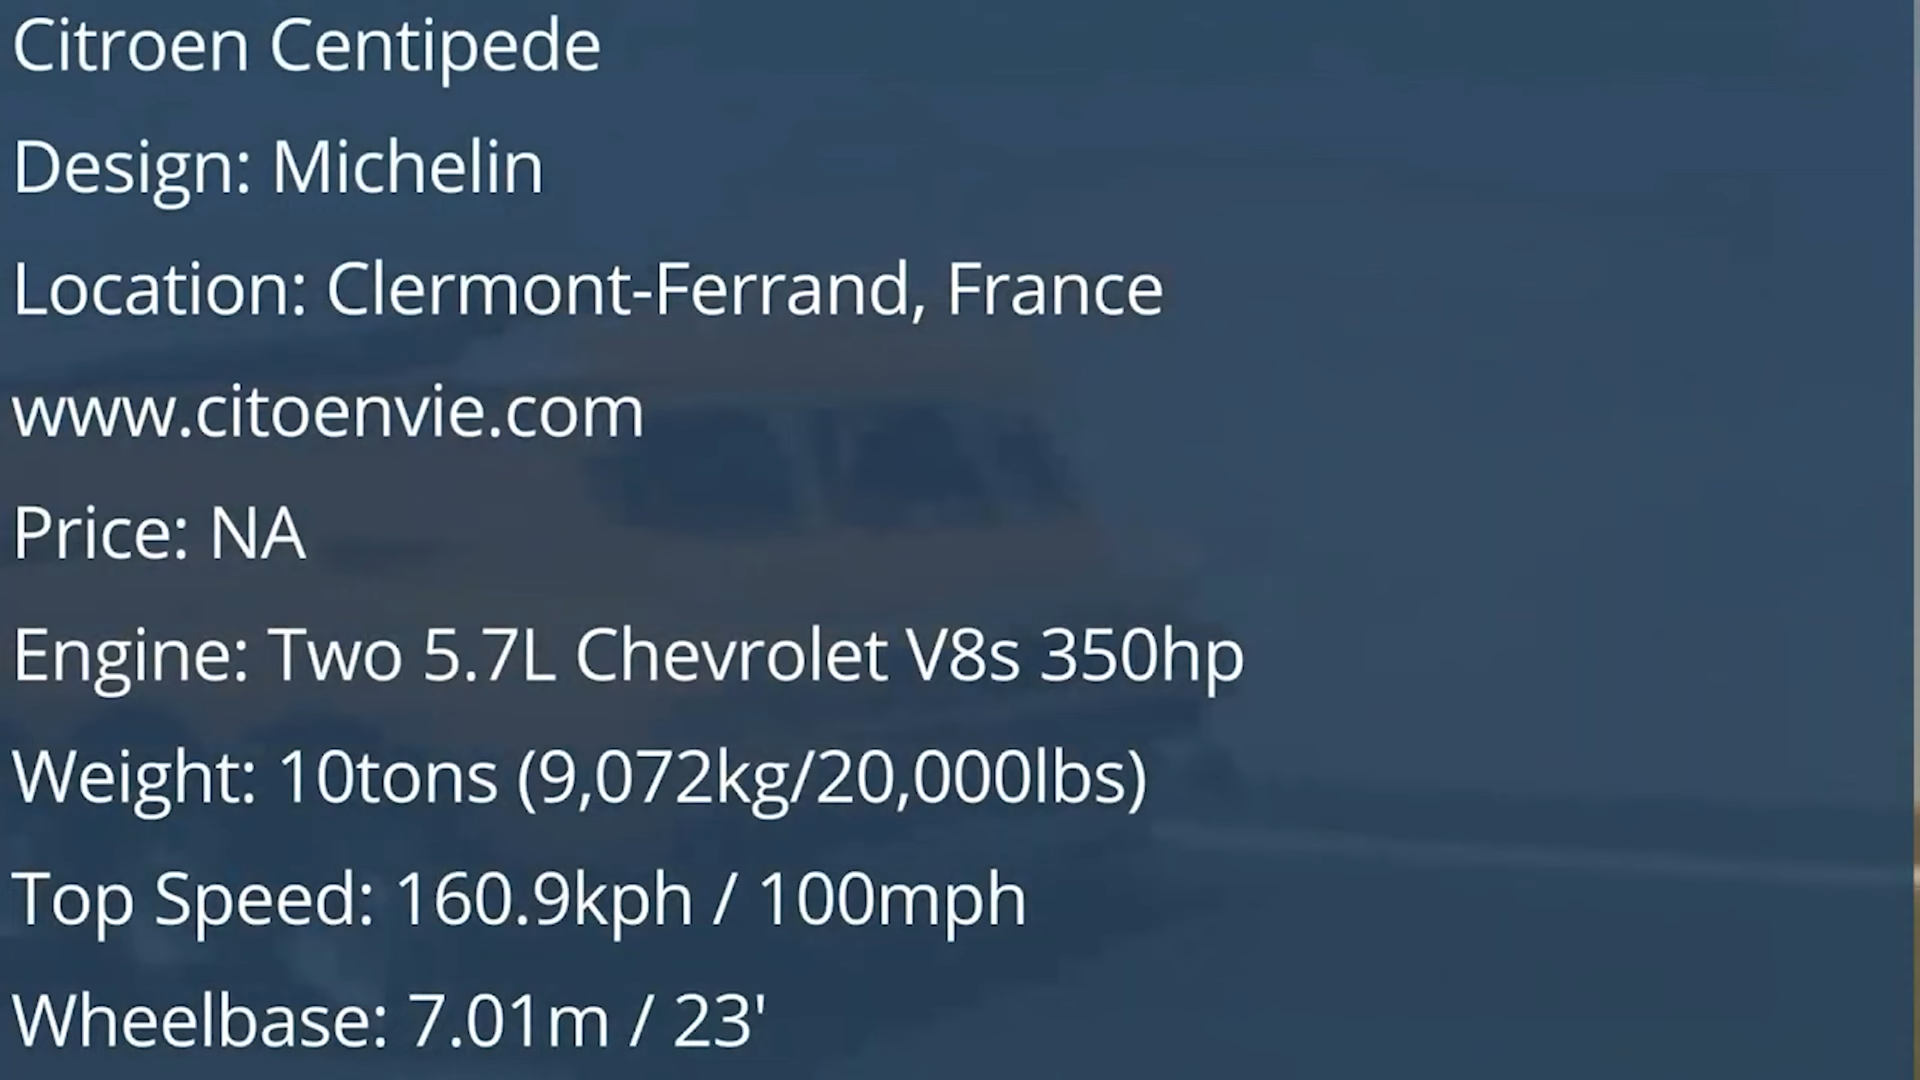 Citroen Centipede
Design: Michelin
Location: Clermont-Ferrand, France
www.citoenvie.com
Price: NA
Engine: Two 5.7L Chevrolet V8s 350hp
Weight: 10tons (9,072kg/20,000lbs)
Top Speed: 160.9kph / 100mph
Wheelbase: 7.01m / 23'